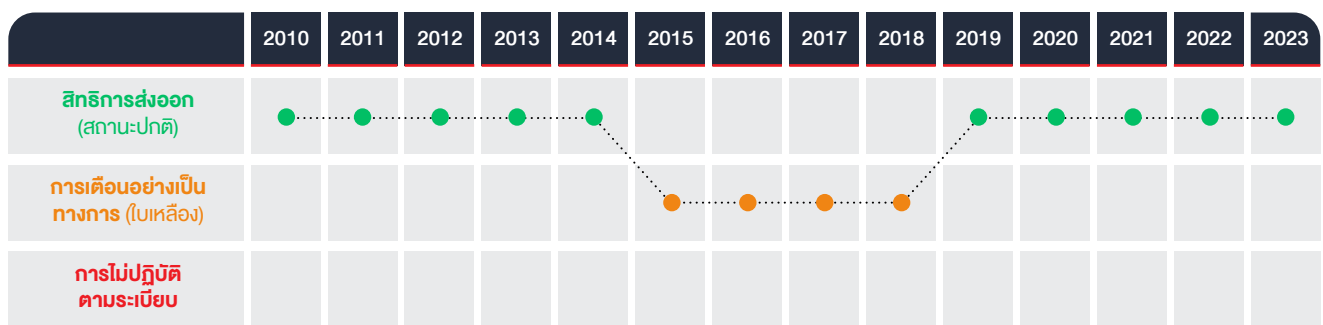 2010 2011 2012 2013 2014 2015 2016 2017 2018 2019 2020 2021 2022 2023
สิทธิการส่งออก
(สถานะปกติ)
การเตือนอย่างเป็น
ทางการ (ใบเหลือง)
การไม่ปฏิบัติ
ตามระเบียบ